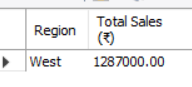 Region Total Sales
(₹)
West 1287000.00